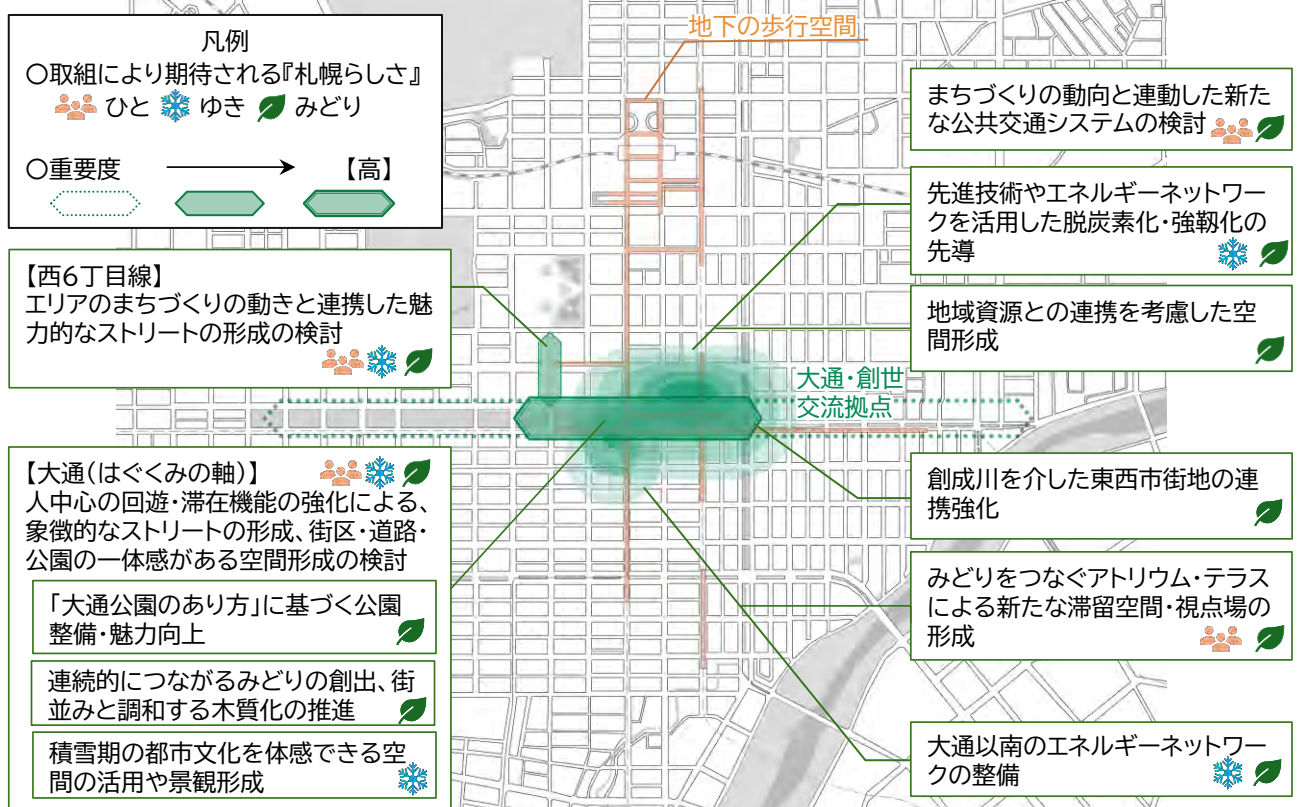 凡例
○取組により期待される『札幌らしさ』
ひと ゆき みどり
○重要度 【高】
地下の歩行空間
【西6丁目線】
エリアのまちづくりの動きと連携した魅
力的なストリートの形成の検討
【大通(はぐくみの軸)】
人中心の回遊・滞在機能の強化による、
象徴的なストリートの形成、街区・道路・
公園の一体感がある空間形成の検討
「大通公園のあり方」に基づく公園
整備・魅力向上
連続的につながるみどりの創出、街
並みと調和する木質化の推進
積雪期の都市文化を体感できる空
間の活用や景観形成
大通・創世
交流拠点
まちづくりの動向と連動した新た
な公共交通システムの検討
先進技術やエネルギーネットワー
クを活用した脱炭素化・強靱化の
先導
地域資源との連携を考慮した空
間形成
創成川を介した東西市街地の連
携強化
みどりをつなぐアトリウム・テラス
による新たな滞留空間・視点場の
形成
大通以南のエネルギーネットワー
クの整備